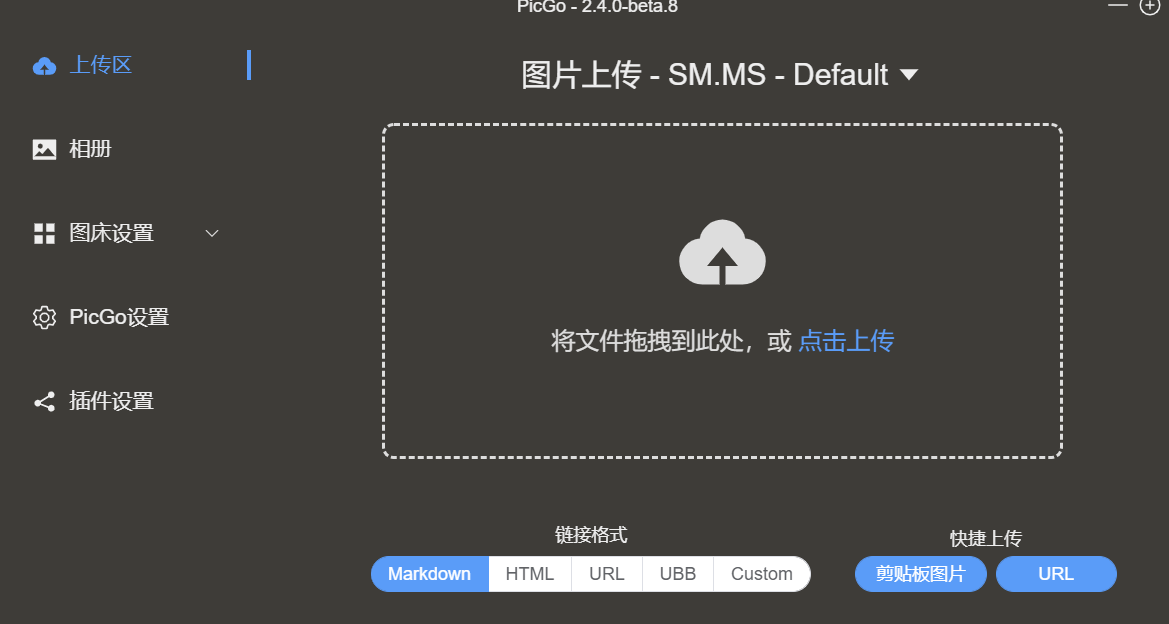 PicGo - 2.4.0-beta.8
上传区
相册
图床设置
PicGo设置
插件设置
图片上传 - SM.MS - Default
将文件拖拽到此处，或 点击上传
链接格式
Markdown HTML URL UBB Custom
快捷上传
剪贴板图片 URL